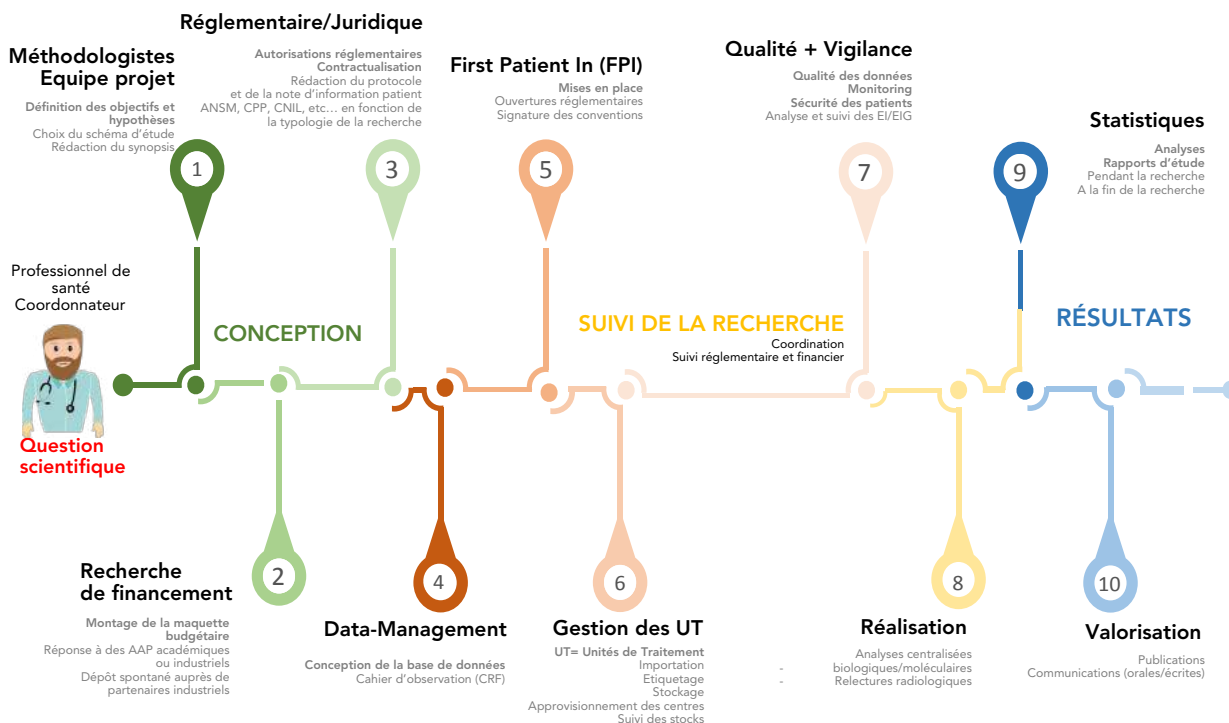 Réglementaire/Juridique
Autorisations réglementaires
Contractualisation
Rédaction du protocole
et de la note d'information patient
ANSM, CPP, CNIL, etc... en fonction de
la typologie de la recherche
Méthodologistes
Equipe projet
Définition des objectifs et
hypothèses
Choix du schéma d'étude
Rédaction du synopsis
First Patient In (FPI)
Mises en place
Ouvertures réglementaires
Signature des conventions
Qualité + Vigilance
Qualité des données
Monitoring
Sécurité des patients
Analyse et suivi des EI/EIG
Statistiques
Analyses
Rapports d'étude
Pendant la recherche
A la fin de la recherche
1
3
5
7
9
Professionnel de
santé
Coordonnateur
CONCEPTION
SUIVI DE LA RECHERCHE
Coordination
Suivi réglementaire et financier
RÉSULTATS
Question
scientifique
2
4
6
8
10
Recherche
de financement
Montage de la maquette
budgétaire
Réponse à des AAP académiques
ou industriels
Dépôt spontané auprès de
partenaires industriels
Data-Management
Conception de la base de données
Cahier d'observation (CRF)
Gestion des UT
UT= Unités de Traitement
Importation
Etiquetage
Stockage
Approvisionnement des centres
Suivi des stocks
Réalisation
Analyses centralisées
- biologiques/moléculaires
- Relectures radiologiques
Valorisation
Publications
Communications (orales/écrites)